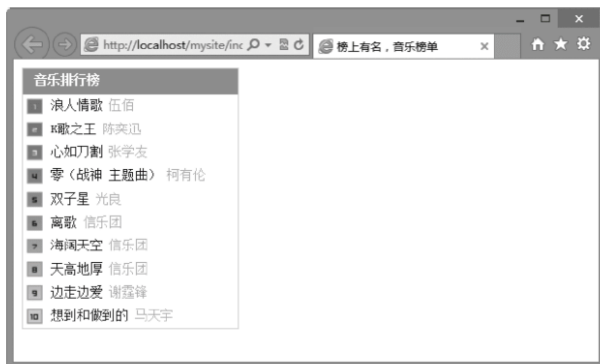 http://localhost/mysite/inc
榜上有名，音乐榜单
音乐排行榜
1 浪人情歌 伍佰
2 K歌之王 陈奕迅
3 心如刀割 张学友
4 零（战神 主题曲） 柯有伦
5 双子星 光良
6 离歌 信乐团
7 海阔天空 信乐团
8 天高地厚 信乐团
9 边走边爱 谢霆锋
10 想到和做到的 马天宇